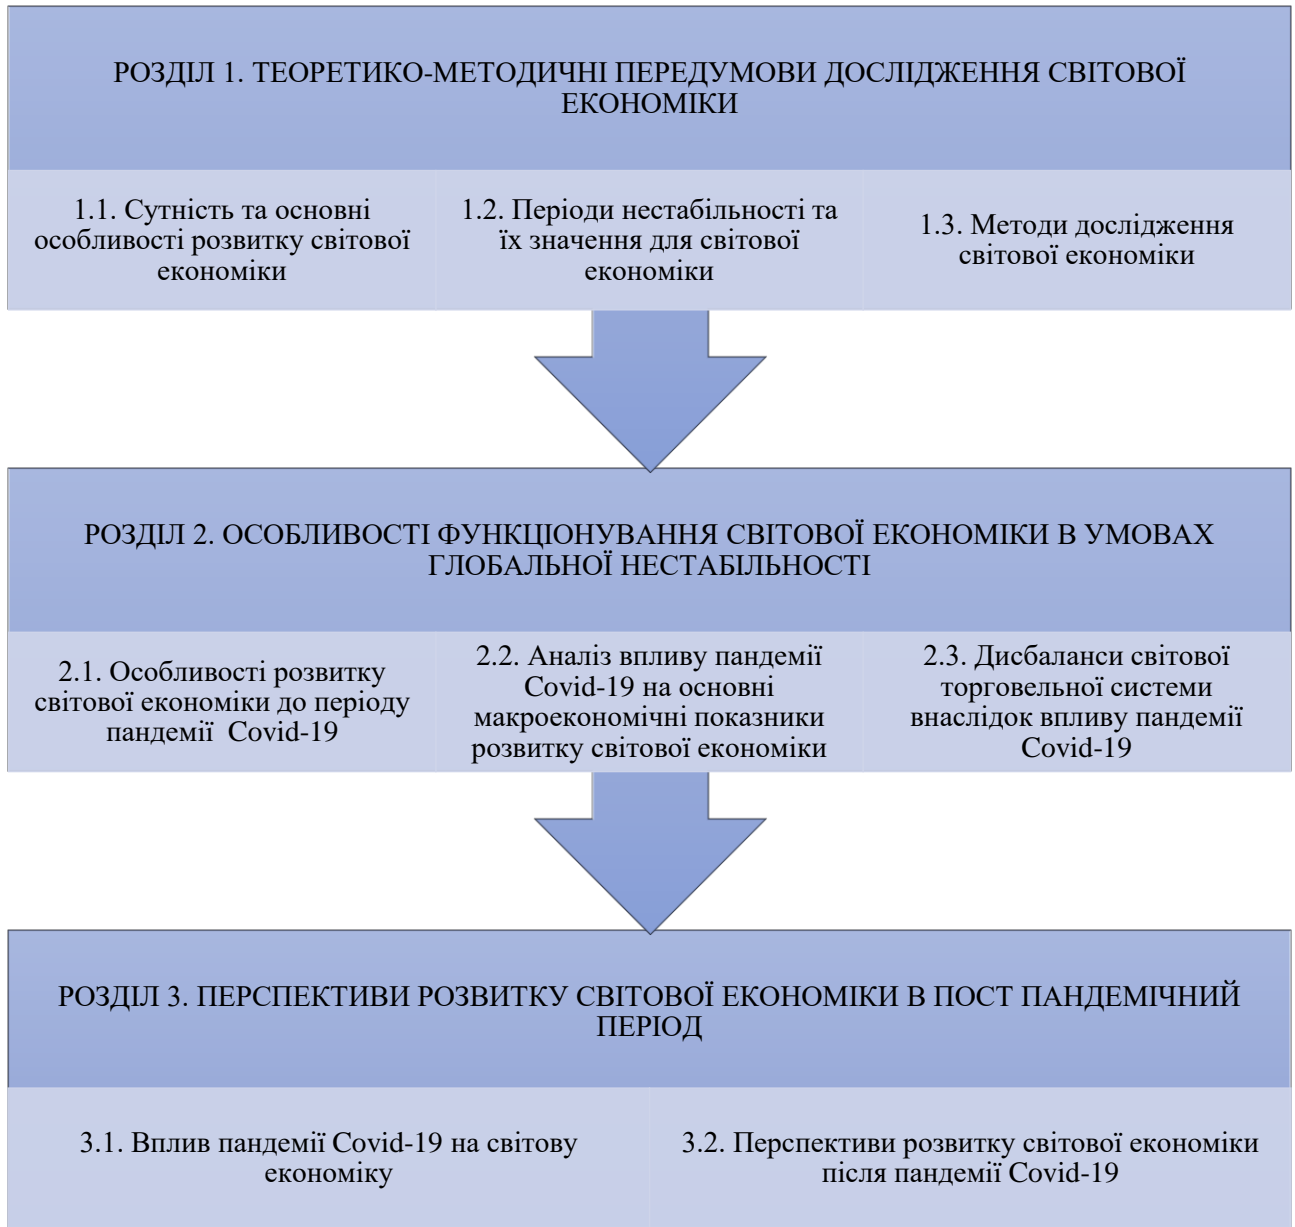 РОЗДІЛ 1. ТЕОРЕТИКО-МЕТОДИЧНІ ПЕРЕДУМОВИ ДОСЛІДЖЕННЯ СВІТОВОЇ
ЕКОНОМІКИ
1.1. Сутність та основні
особливості розвитку світової
економіки
1.2. Періоди нестабільності та
їх значення для світової
економіки
1.3. Методи дослідження
світової економіки
РОЗДІЛ 2. ОСОБЛИВОСТІ ФУНКЦІОНУВАННЯ СВІТОВОЇ ЕКОНОМІКИ В УМОВАХ
ГЛОБАЛЬНОЇ НЕСТАБІЛЬНОСТІ
2.1. Особливості розвитку
світової економіки до періоду
пандемії  Covid-19
2.2. Аналіз впливу пандемії
Covid-19 на основні
макроекономічні показники
розвитку світової економіки
2.3. Дисбаланси світової
торговельної системи
внаслідок впливу пандемії
Covid-19
РОЗДІЛ 3. ПЕРСПЕКТИВИ РОЗВИТКУ СВІТОВОЇ ЕКОНОМІКИ В ПОСТ ПАНДЕМІЧНИЙ
ПЕРІОД
3.1. Вплив пандемії Covid-19 на світову
економіку
3.2. Перспективи розвитку світової економіки
після пандемії Covid-19